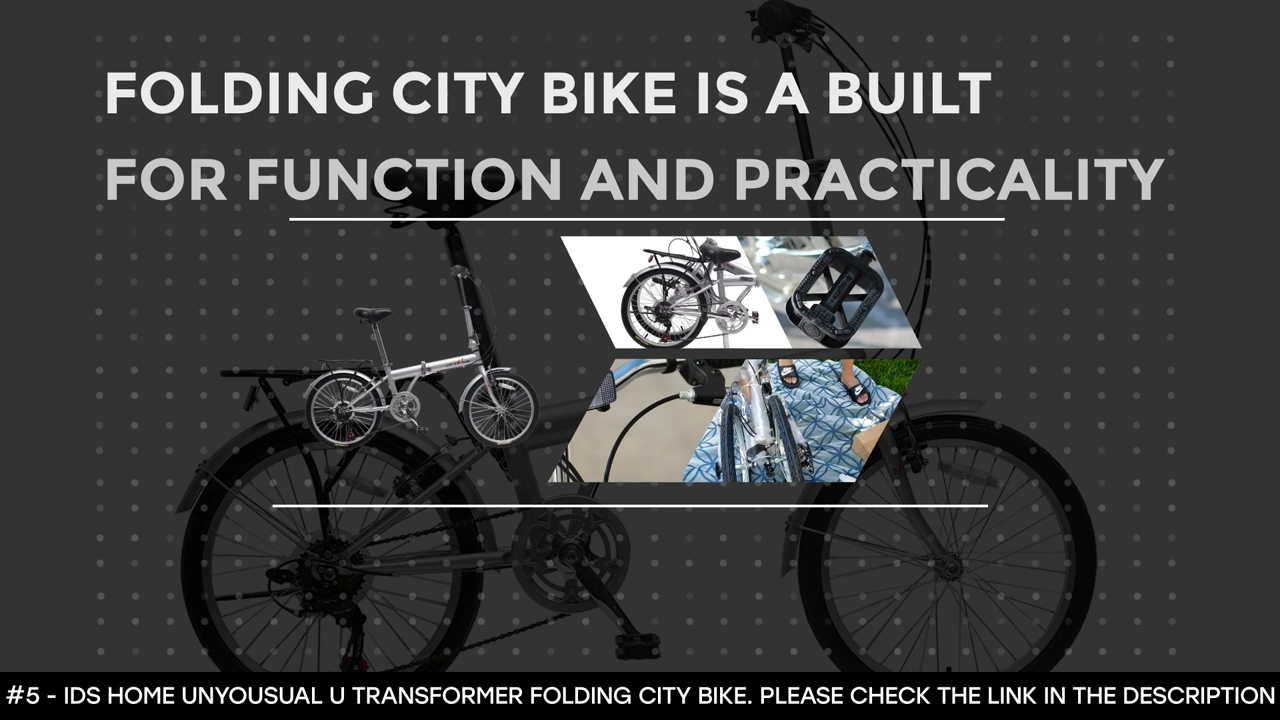 FOLDING CITY BIKE IS A BUILT
FOR FUNCTION AND PRACTICALITY
#5 - IDS HOME UNYOUSUAL U TRANSFORMER FOLDING CITY BIKE. PLEASE CHECK THE LINK IN THE DESCRIPTION